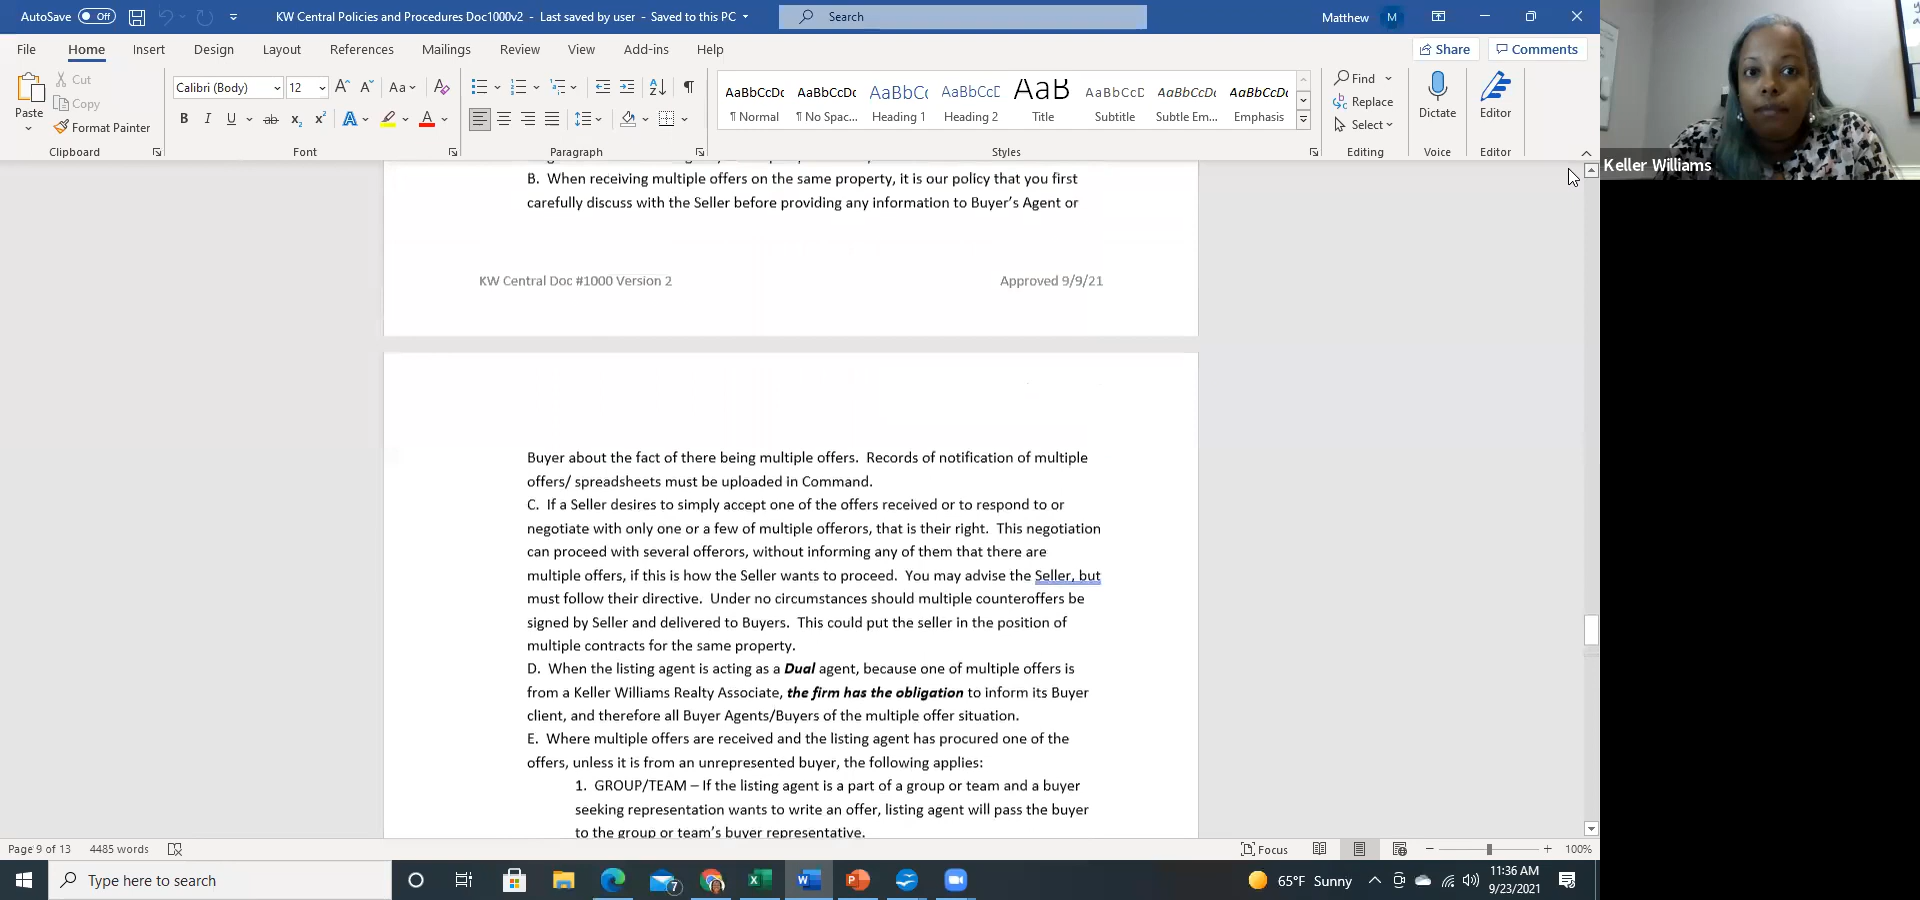 AutoSave Off KW Central Policies and Procedures Doc1000v2 - Last saved by user - Saved to this PC Search Matthew M
File Home Insert Design Layout References Mailings Review View Add-ins Help Share Comments
Cut
Copy
Paste
Format Painter
Calibri (Body) 12 Aa
B I U ab x₂ x² A A
AaBbCcDc AaBbCcDc AaBbC AaBbCcD AaB AaBbCcD AaBbCcDc AaBbCcDc
¶ Normal ¶ No Spac... Heading 1 Heading 2 Title Subtitle Subtle Em... Emphasis
Find
Replace
Select
Dictate Editor
Clipboard Font Paragraph Styles Editing Voice Editor
Keller Williams
B. When receiving multiple offers on the same property, it is our policy that you first
carefully discuss with the Seller before providing any information to Buyer’s Agent or
KW Central Doc #1000 Version 2 Approved 9/9/21
Buyer about the fact of there being multiple offers. Records of notification of multiple
offers/ spreadsheets must be uploaded in Command.
C. If a Seller desires to simply accept one of the offers received or to respond to or
negotiate with only one or a few of multiple offerors, that is their right. This negotiation
can proceed with several offerors, without informing any of them that there are
multiple offers, if this is how the Seller wants to proceed. You may advise the Seller, but
must follow their directive. Under no circumstances should multiple counteroffers be
signed by Seller and delivered to Buyers. This could put the seller in the position of
multiple contracts for the same property.
D. When the listing agent is acting as a Dual agent, because one of multiple offers is
from a Keller Williams Realty Associate, the firm has the obligation to inform its Buyer
client, and therefore all Buyer Agents/Buyers of the multiple offer situation.
E. Where multiple offers are received and the listing agent has procured one of the
offers, unless it is from an unrepresented buyer, the following applies:
1. GROUP/TEAM – If the listing agent is a part of a group or team and a buyer
seeking representation wants to write an offer, listing agent will pass the buyer
to the group or team’s buyer representative.
Page 9 of 13 4485 words Focus 100%
Type here to search 7 65°F Sunny 11:36 AM
9/23/2021